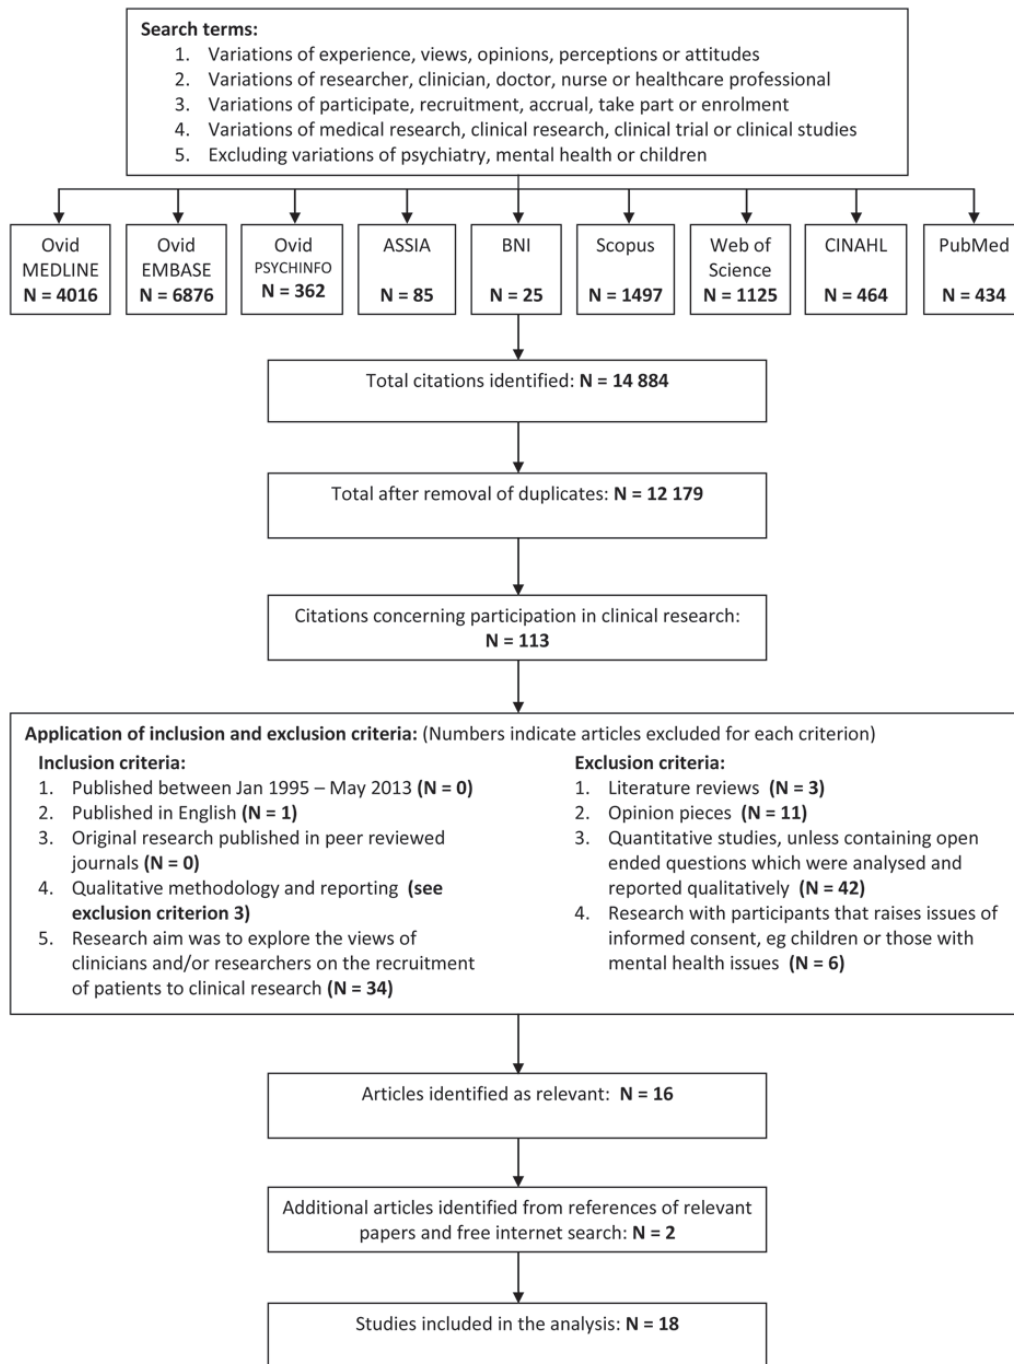 Search terms:
1. Variations of experience, views, opinions, perceptions or attitudes
2. Variations of researcher, clinician, doctor, nurse or healthcare professional
3. Variations of participate, recruitment, accrual, take part or enrolment
4. Variations of medical research, clinical research, clinical trial or clinical studies
5. Excluding variations of psychiatry, mental health or children
Ovid
MEDLINE
N = 4016
Ovid
EMBASE
N = 6876
Ovid
PSYCHINFO
N = 362
ASSIA
N = 85
BNI
N = 25
Scopus
N = 1497
Web of
Science
N = 1125
CINAHL
N = 464
PubMed
N = 434
Total citations identified: N = 14 884
Total after removal of duplicates: N = 12 179
Citations concerning participation in clinical research:
N = 113
Application of inclusion and exclusion criteria: (Numbers indicate articles excluded for each criterion)
Inclusion criteria:
1. Published between Jan 1995 – May 2013 (N = 0)
2. Published in English (N = 1)
3. Original research published in peer reviewed
journals (N = 0)
4. Qualitative methodology and reporting (see
exclusion criterion 3)
5. Research aim was to explore the views of
clinicians and/or researchers on the recruitment
of patients to clinical research (N = 34)
Exclusion criteria:
1. Literature reviews (N = 3)
2. Opinion pieces (N = 11)
3. Quantitative studies, unless containing open
ended questions which were analysed and
reported qualitatively (N = 42)
4. Research with participants that raises issues of
informed consent, eg children or those with
mental health issues (N = 6)
Articles identified as relevant: N = 16
Additional articles identified from references of relevant
papers and free internet search: N = 2
Studies included in the analysis: N = 18